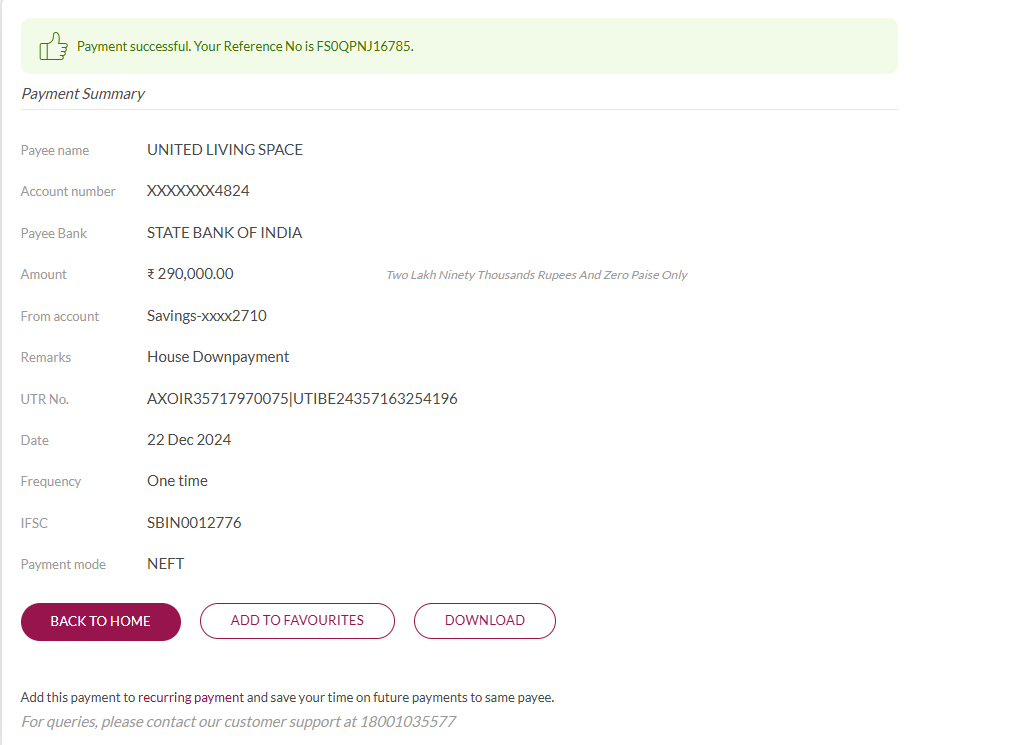 Payment successful. Your Reference No is FS0QPNJ16785.
Payment Summary
Payee name UNITED LIVING SPACE
Account number XXXXXXX4824
Payee Bank STATE BANK OF INDIA
Amount ₹ 290,000.00 Two Lakh Ninety Thousands Rupees And Zero Paise Only
From account Savings-xxxx2710
Remarks House Downpayment
UTR No. AXOIR35717970075|UTIBE24357163254196
Date 22 Dec 2024
Frequency One time
IFSC SBIN0012776
Payment mode NEFT
BACK TO HOME ADD TO FAVOURITES DOWNLOAD
Add this payment to recurring payment and save your time on future payments to same payee.
For queries, please contact our customer support at 18001035577